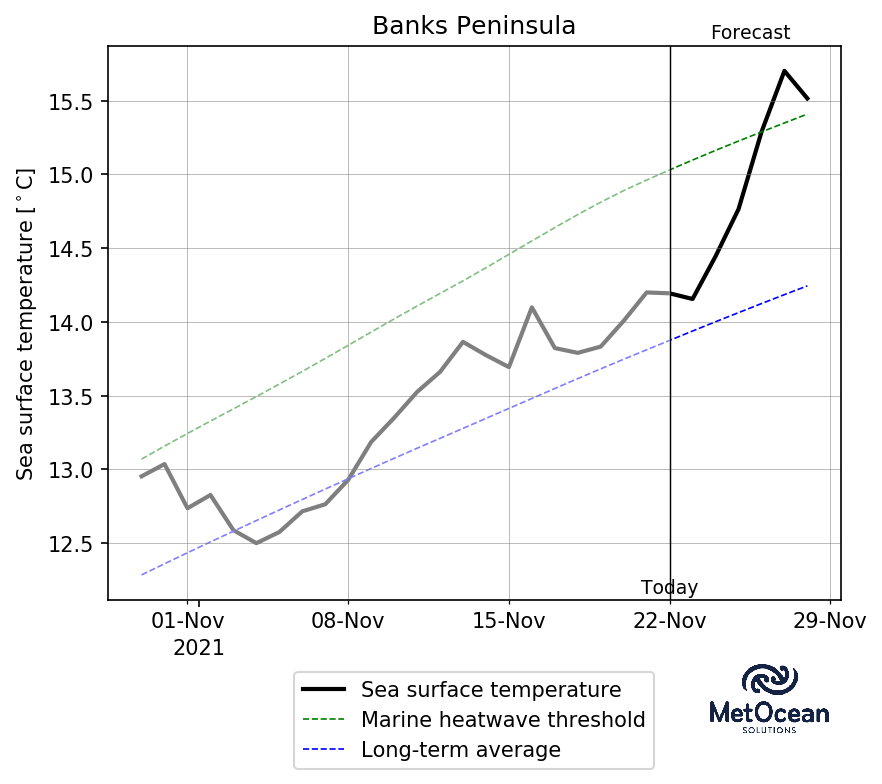 Banks Peninsula
Forecast
Sea surface temperature [°C]
15.5
15.0
14.5
14.0
13.5
13.0
12.5
Today
01-Nov 08-Nov 15-Nov 22-Nov 29-Nov
2021
Sea surface temperature
Marine heatwave threshold
Long-term average
MetOcean
SOLUTIONS